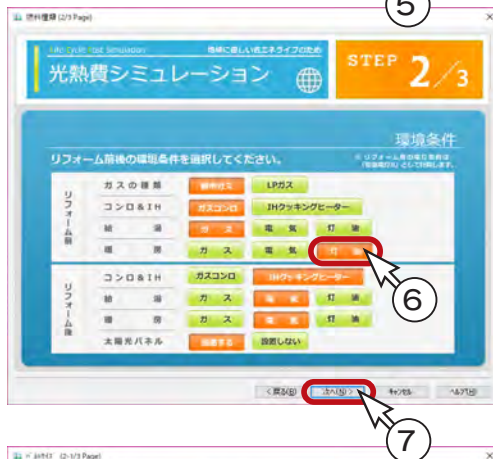 ⑤
燃料種類 (2/3 Page)
Life Cycle Cost Simulation
地球に優しい省エネライフのため
光熱費シミュレーション
STEP 2/3
環境条件
リフォーム前後の環境条件を選択してください。
リフォーム前
ガスの種類 都市ガス LPガス
コンロ&IH ガスコンロ IHクッキングヒーター
給湯 ガス 電気 灯油
暖房 ガス 電気 灯油
⑥
リフォーム後
コンロ&IH ガスコンロ IHクッキングヒーター
給湯 ガス 電気 灯油
暖房 ガス 電気 灯油
太陽光パネル 設置する 設置しない
< 戻る(B) 次へ(N) > キャンセル ヘルプ(H)
⑦
(2-1/3 Page)